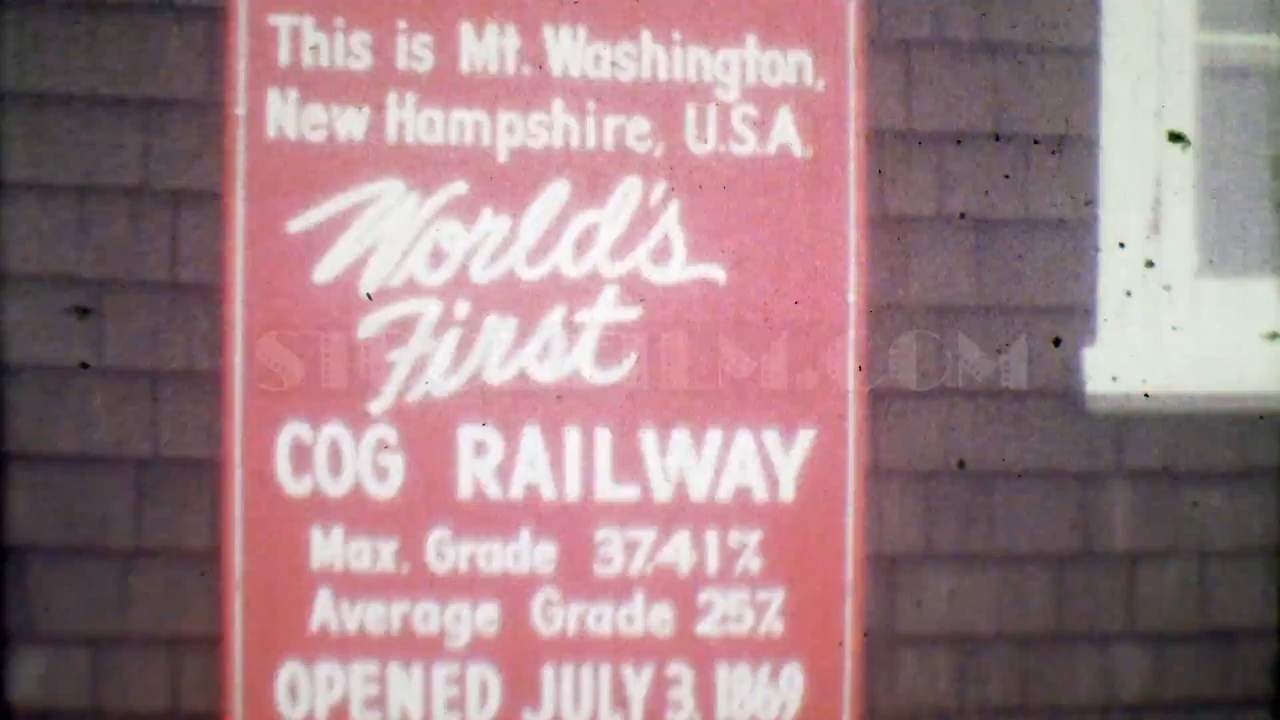 This is Mt. Washington,
New Hampshire, U.S.A.
World's
First
COG RAILWAY
Max. Grade 37.41%
Average Grade 25%
OPENED JULY 3, 1869